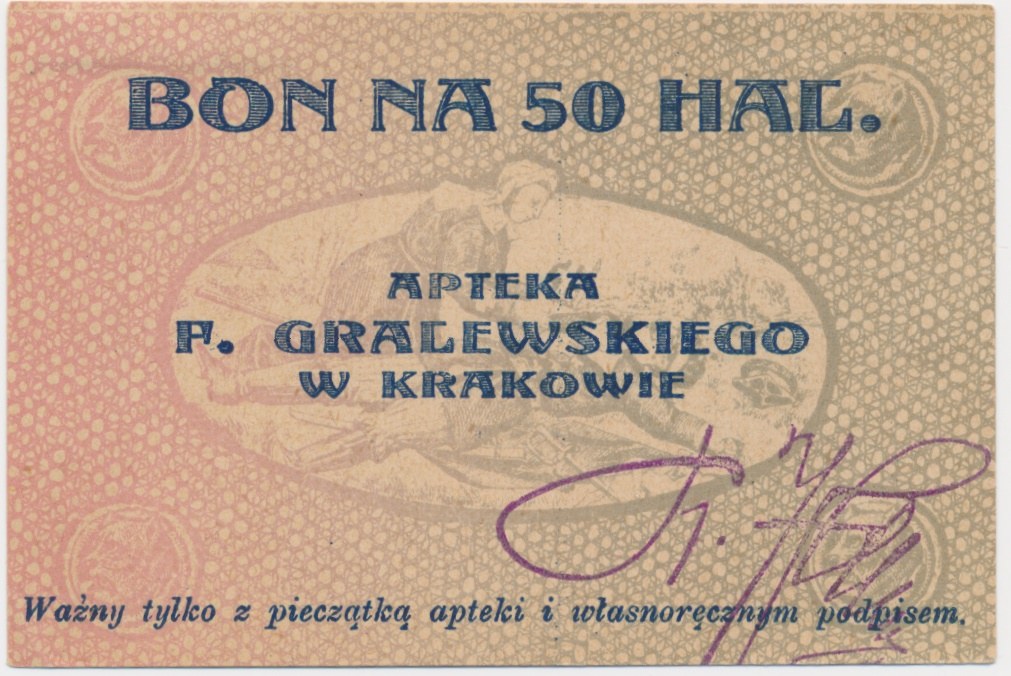 BON NA 50 HAL.
APTEKA
F. GRALEWSKIEGO
W KRAKOWIE
Ważny tylko z pieczątką apteki i własnoręcznym podpisem.